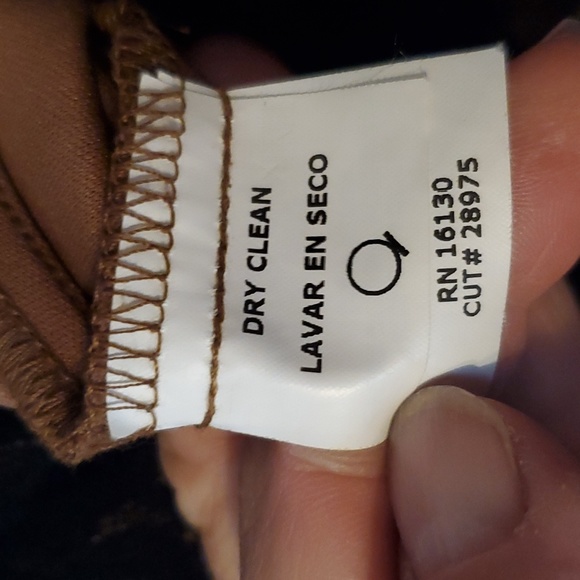 DRY CLEAN
LAVAR EN SECO
RN 16130
CUT# 28975